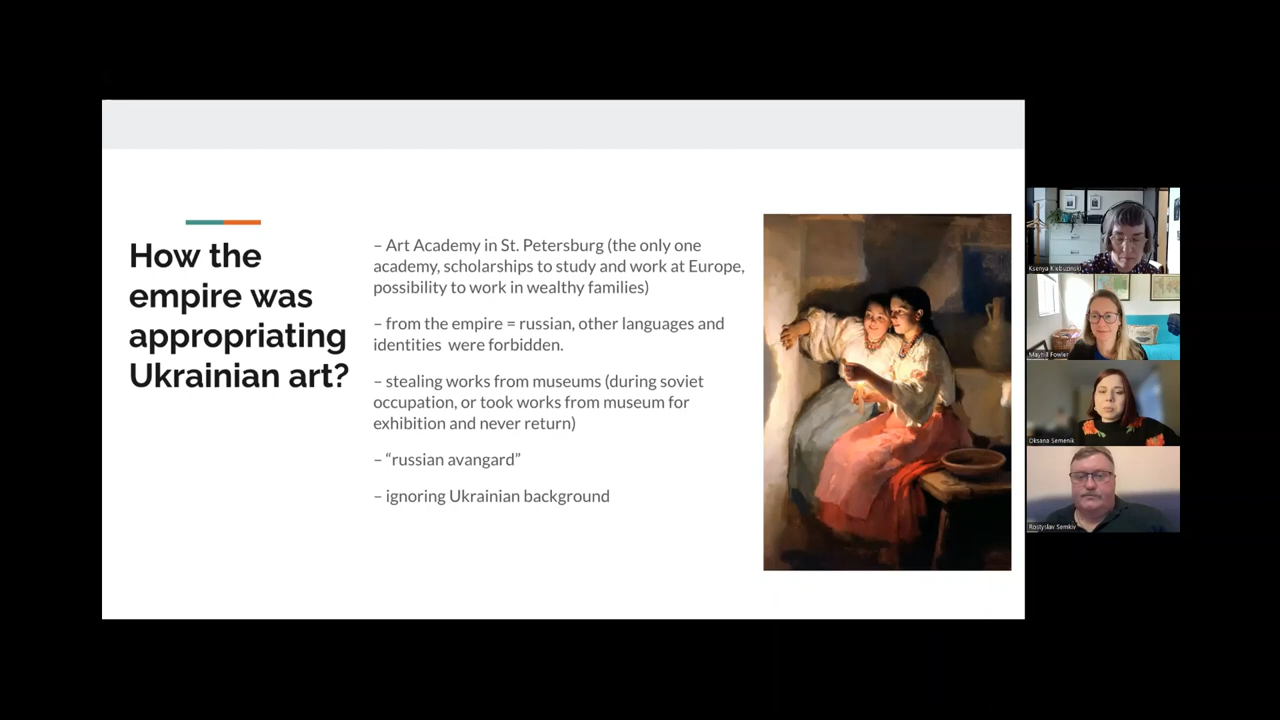 How the
empire was
appropriating
Ukrainian art?
– Art Academy in St. Petersburg (the only one
academy, scholarships to study and work at Europe,
possibility to work in wealthy families)
– from the empire = russian, other languages and
identities were forbidden.
– stealing works from museums (during soviet
occupation, or took works from museum for
exhibition and never return)
– “russian avangard”
– ignoring Ukrainian background
Ksenya Kiebuzinski
Mayhill Fowler
Oksana Semenik
Rostyslav Semkiv